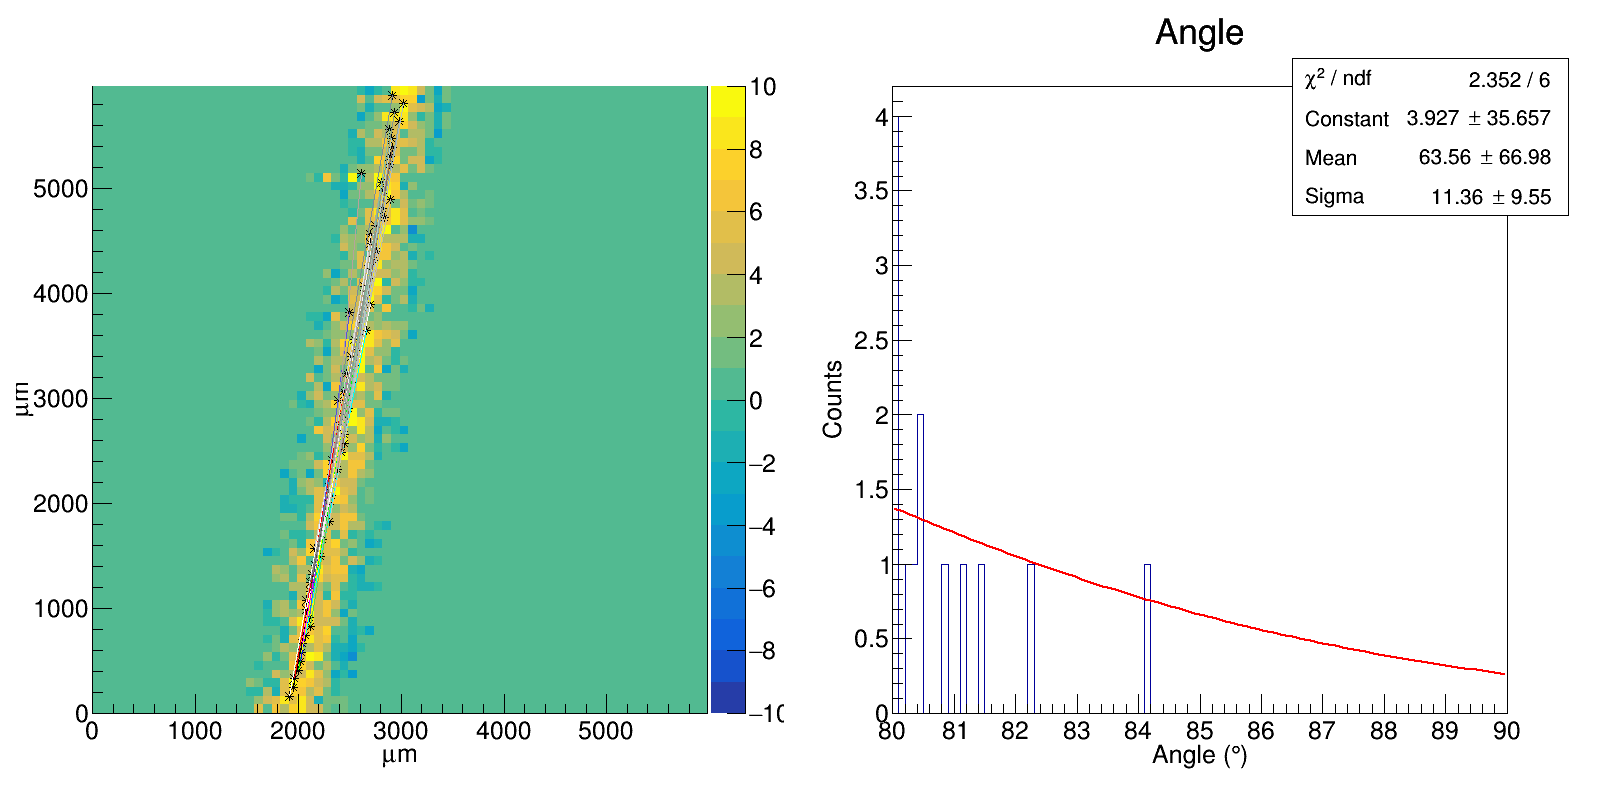 Angle
χ² / ndf 2.352 / 6
Constant 3.927 ± 35.657
Mean 63.56 ± 66.98
Sigma 11.36 ± 9.55
10
8
6
4
2
0
−2
−4
−6
−8
−10
5000
4000
3000
2000
1000
0
μm
0 1000 2000 3000 4000 5000
μm
4
3.5
3
2.5
2
1.5
1
0.5
0
Counts
80 81 82 83 84 85 86 87 88 89 90
Angle (°)